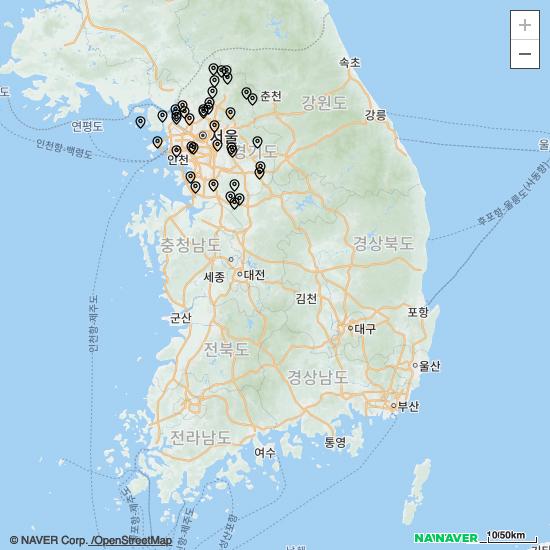 +
−
속초
춘천
강원도
강릉
연평도
서울
인천항-백령도
인천
경기도
울
후포항-울릉도(사동항)
충청남도
경상북도
세종
대전
인천항-제주도
김천
군산
포항
대구
전라북도
울산
경상남도
부산
전라남도
여수
통영
© NAVER Corp. /OpenStreetMap
NAVER
10/50km